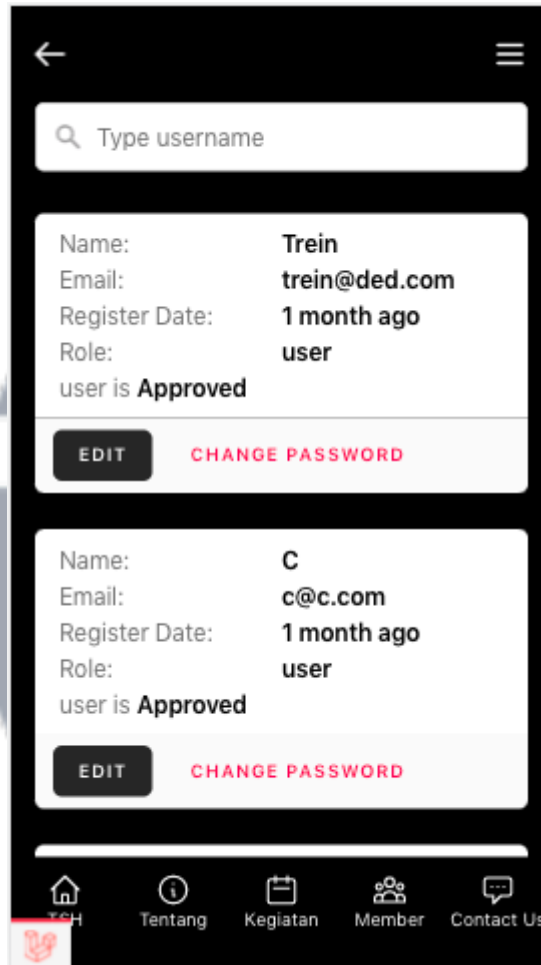 Type username
Name: Trein
Email: trein@ded.com
Register Date: 1 month ago
Role: user
user is Approved
EDIT CHANGE PASSWORD
Name: C
Email: c@c.com
Register Date: 1 month ago
Role: user
user is Approved
EDIT CHANGE PASSWORD
TSH Tentang Kegiatan Member Contact Us